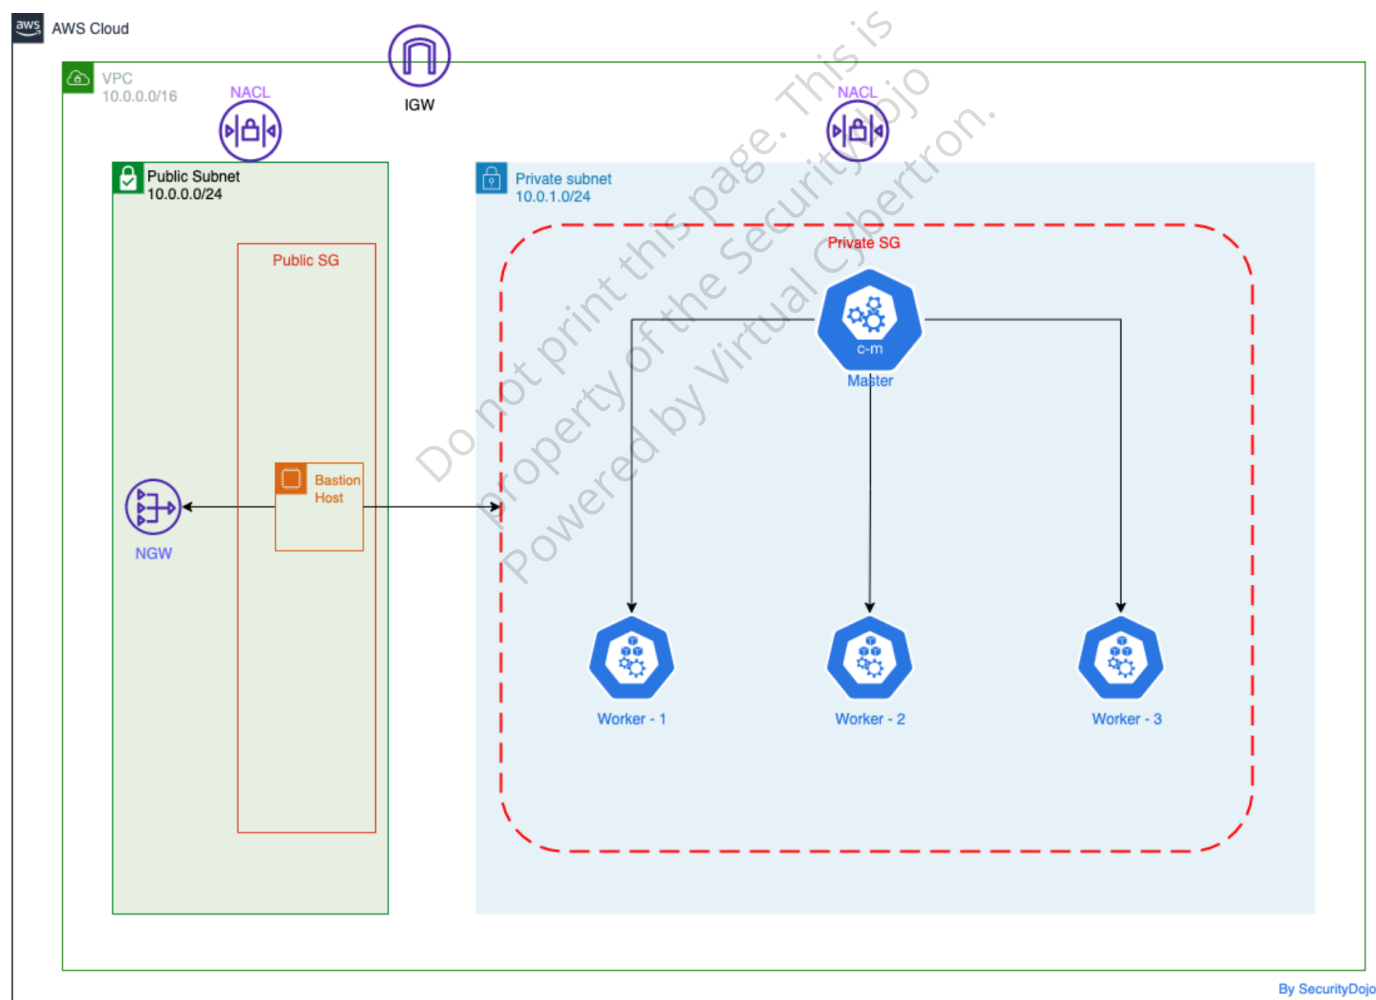 aws
AWS Cloud
IGW
VPC
10.0.0.0/16
NACL
NACL
Public Subnet
10.0.0.0/24
Private subnet
10.0.1.0/24
Public SG
Private SG
c-m
Master
Bastion
Host
NGW
Worker - 1
Worker - 2
Worker - 3
Do not print this page. This is
property of the SecurityDojo
Powered by Virtual Cybertron.
By SecurityDojo